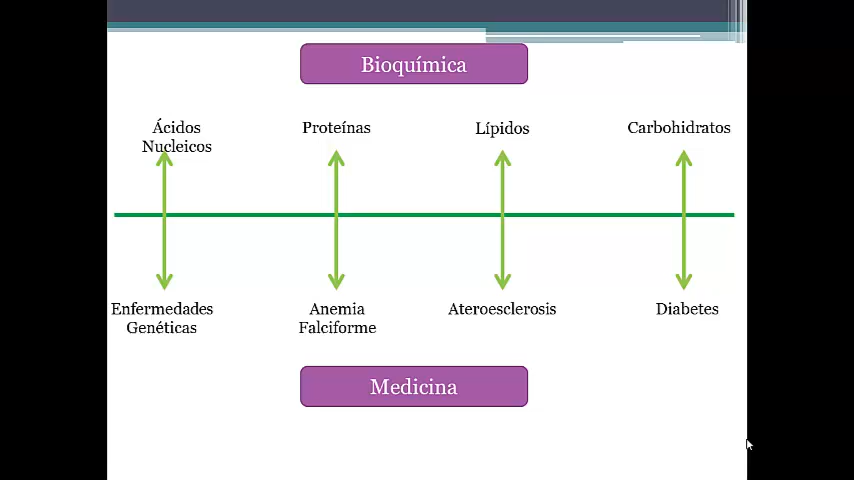 Bioquímica
Ácidos
Nucleicos
Proteínas
Lípidos
Carbohidratos
Enfermedades
Genéticas
Anemia
Falciforme
Ateroesclerosis
Diabetes
Medicina